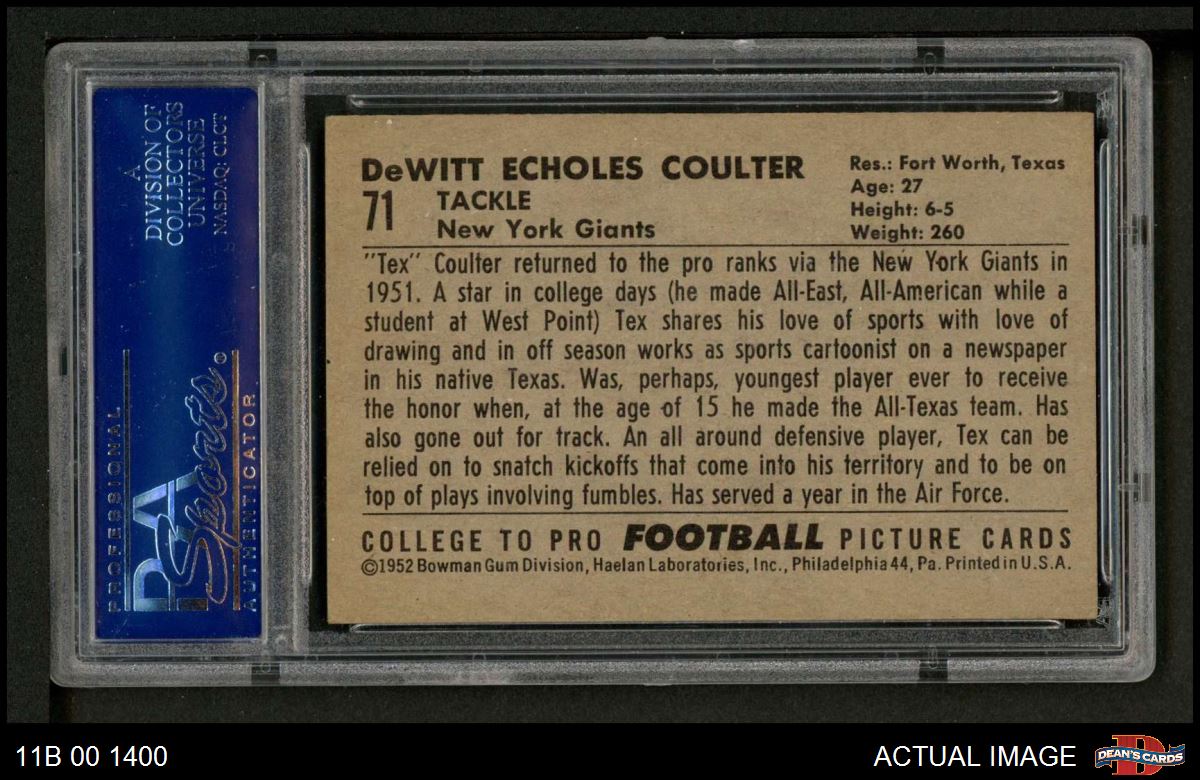 A
DIVISION OF
COLLECTORS
UNIVERSE
NASDAQ: CLCT
PROFESSIONAL
PSA
Sports®
AUTHENTICATOR
DeWITT ECHOLES COULTER
71
TACKLE
New York Giants
Res.: Fort Worth, Texas
Age: 27
Height: 6-5
Weight: 260
"Tex" Coulter returned to the pro ranks via the New York Giants in
1951. A star in college days (he made All-East, All-American while a
student at West Point) Tex shares his love of sports with love of
drawing and in off season works as sports cartoonist on a newspaper
in his native Texas. Was, perhaps, youngest player ever to receive
the honor when, at the age of 15 he made the All-Texas team. Has
also gone out for track. An all around defensive player, Tex can be
relied on to snatch kickoffs that come into his territory and to be on
top of plays involving fumbles. Has served a year in the Air Force.
COLLEGE TO PRO FOOTBALL PICTURE CARDS
©1952 Bowman Gum Division, Haelan Laboratories, Inc., Philadelphia 44, Pa. Printed in U.S.A.
11B 00 1400
ACTUAL IMAGE
D
DEAN'S CARDS